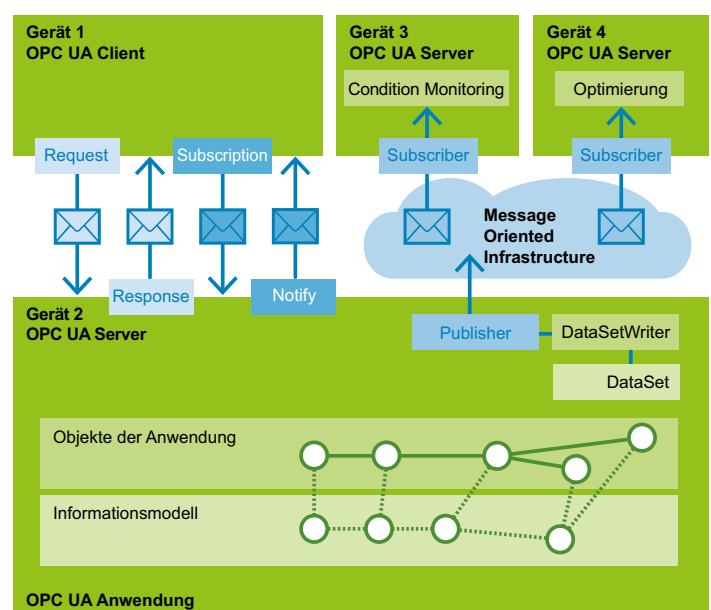 Gerät 1
OPC UA Client
Gerät 3
OPC UA Server
Gerät 4
OPC UA Server
Condition Monitoring
Optimierung
Request
Subscription
Subscriber
Subscriber
Message
Oriented
Infrastructure
Response
Notify
Gerät 2
OPC UA Server
Publisher
DataSetWriter
DataSet
Objekte der Anwendung
Informationsmodell
OPC UA Anwendung